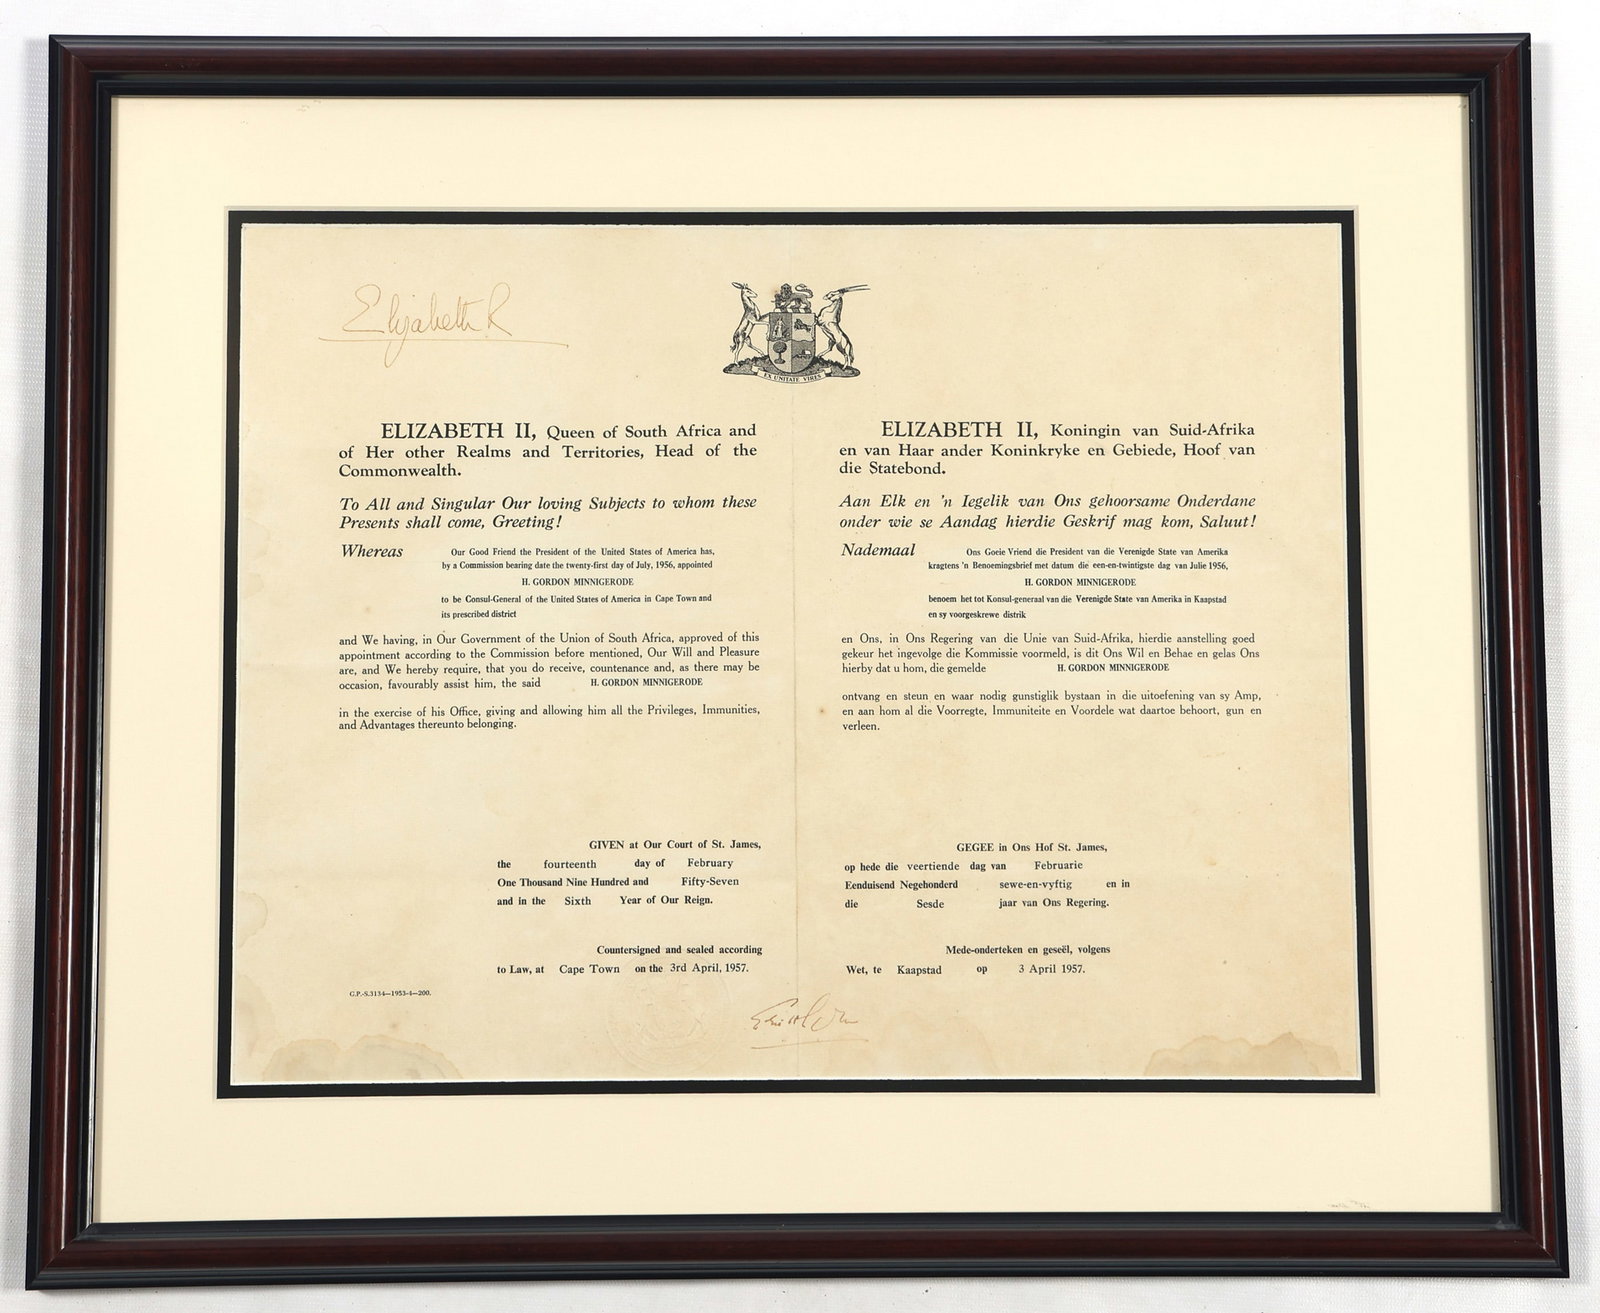 Elizabeth R
EX UNITATE VIRES
ELIZABETH II, Queen of South Africa and
of Her other Realms and Territories, Head of the
Commonwealth.
To All and Singular Our loving Subjects to whom these
Presents shall come, Greeting!
Whereas Our Good Friend the President of the United States of America has,
by a Commission bearing date the twenty-first day of July, 1956, appointed
H. GORDON MINNIGERODE
to be Consul-General of the United States of America in Cape Town and
its prescribed district
and We having, in Our Government of the Union of South Africa, approved of this
appointment according to the Commission before mentioned, Our Will and Pleasure
are, and We hereby require, that you do receive, countenance and, as there may be
occasion, favourably assist him, the said H. GORDON MINNIGERODE
in the exercise of his Office, giving and allowing him all the Privileges, Immunities,
and Advantages thereunto belonging.
GIVEN at Our Court of St. James,
the fourteenth day of February
One Thousand Nine Hundred and Fifty-Seven
and in the Sixth Year of Our Reign.
Countersigned and sealed according
to Law, at Cape Town on the 3rd April, 1957.
G.P.-S.3134—1953-4—200.
ELIZABETH II, Koningin van Suid-Afrika
en van Haar ander Koninkryke en Gebiede, Hoof van
die Statebond.
Aan Elk en 'n Iegelik van Ons gehoorsame Onderdane
onder wie se Aandag hierdie Geskrif mag kom, Saluut!
Nademaal Ons Goeie Vriend die President van die Verenigde State van Amerika
kragtens 'n Benoemingsbrief met datum die een-en-twintigste dag van Julie 1956,
H. GORDON MINNIGERODE
benoem het tot Konsul-generaal van die Verenigde State van Amerika in Kaapstad
en sy voorgeskrewe distrik
en Ons, in Ons Regering van die Unie van Suid-Afrika, hierdie aanstelling goed
gekeur het ingevolge die Kommissie voormeld, is dit Ons Wil en Behae en gelas Ons
hierby dat u hom, die gemelde H. GORDON MINNIGERODE
ontvang en steun en waar nodig gunstiglik bystaan in die uitoefening van sy Amp,
en aan hom al die Voorregte, Immuniteite en Voordele wat daartoe behoort, gun en
verleen.
GEGEE in Ons Hof St. James,
op hede die veertiende dag van Februarie
Eenduisend Negehonderd sewe-en-vyftig en in
die Sesde jaar van Ons Regering.
Mede-onderteken en geseël, volgens
Wet, te Kaapstad op 3 April 1957.